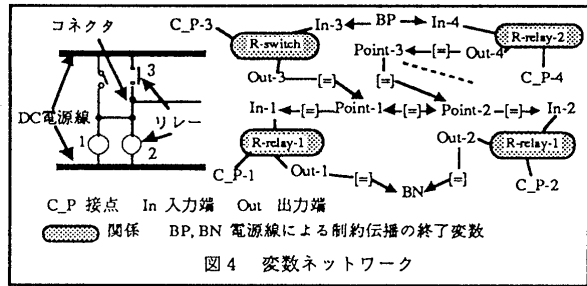 コネクタ
C_P-3
In-3
BP
In-4
R-switch
R-relay-2
Point-3
[=]
Out-4
3
Out-3
[=]
[=]
C_P-4
DC電源線
In-1
[=]
Point-1
[=]
Point-2
[=]
In-2
リレー
1
2
R-relay-1
Out-2
R-relay-1
C_P-1
Out-1
[=]
BN
[=]
C_P-2
C_P 接点 In 入力端 Out 出力端
関係 BP, BN 電源線による制約伝播の終了変数
図4 変数ネットワーク